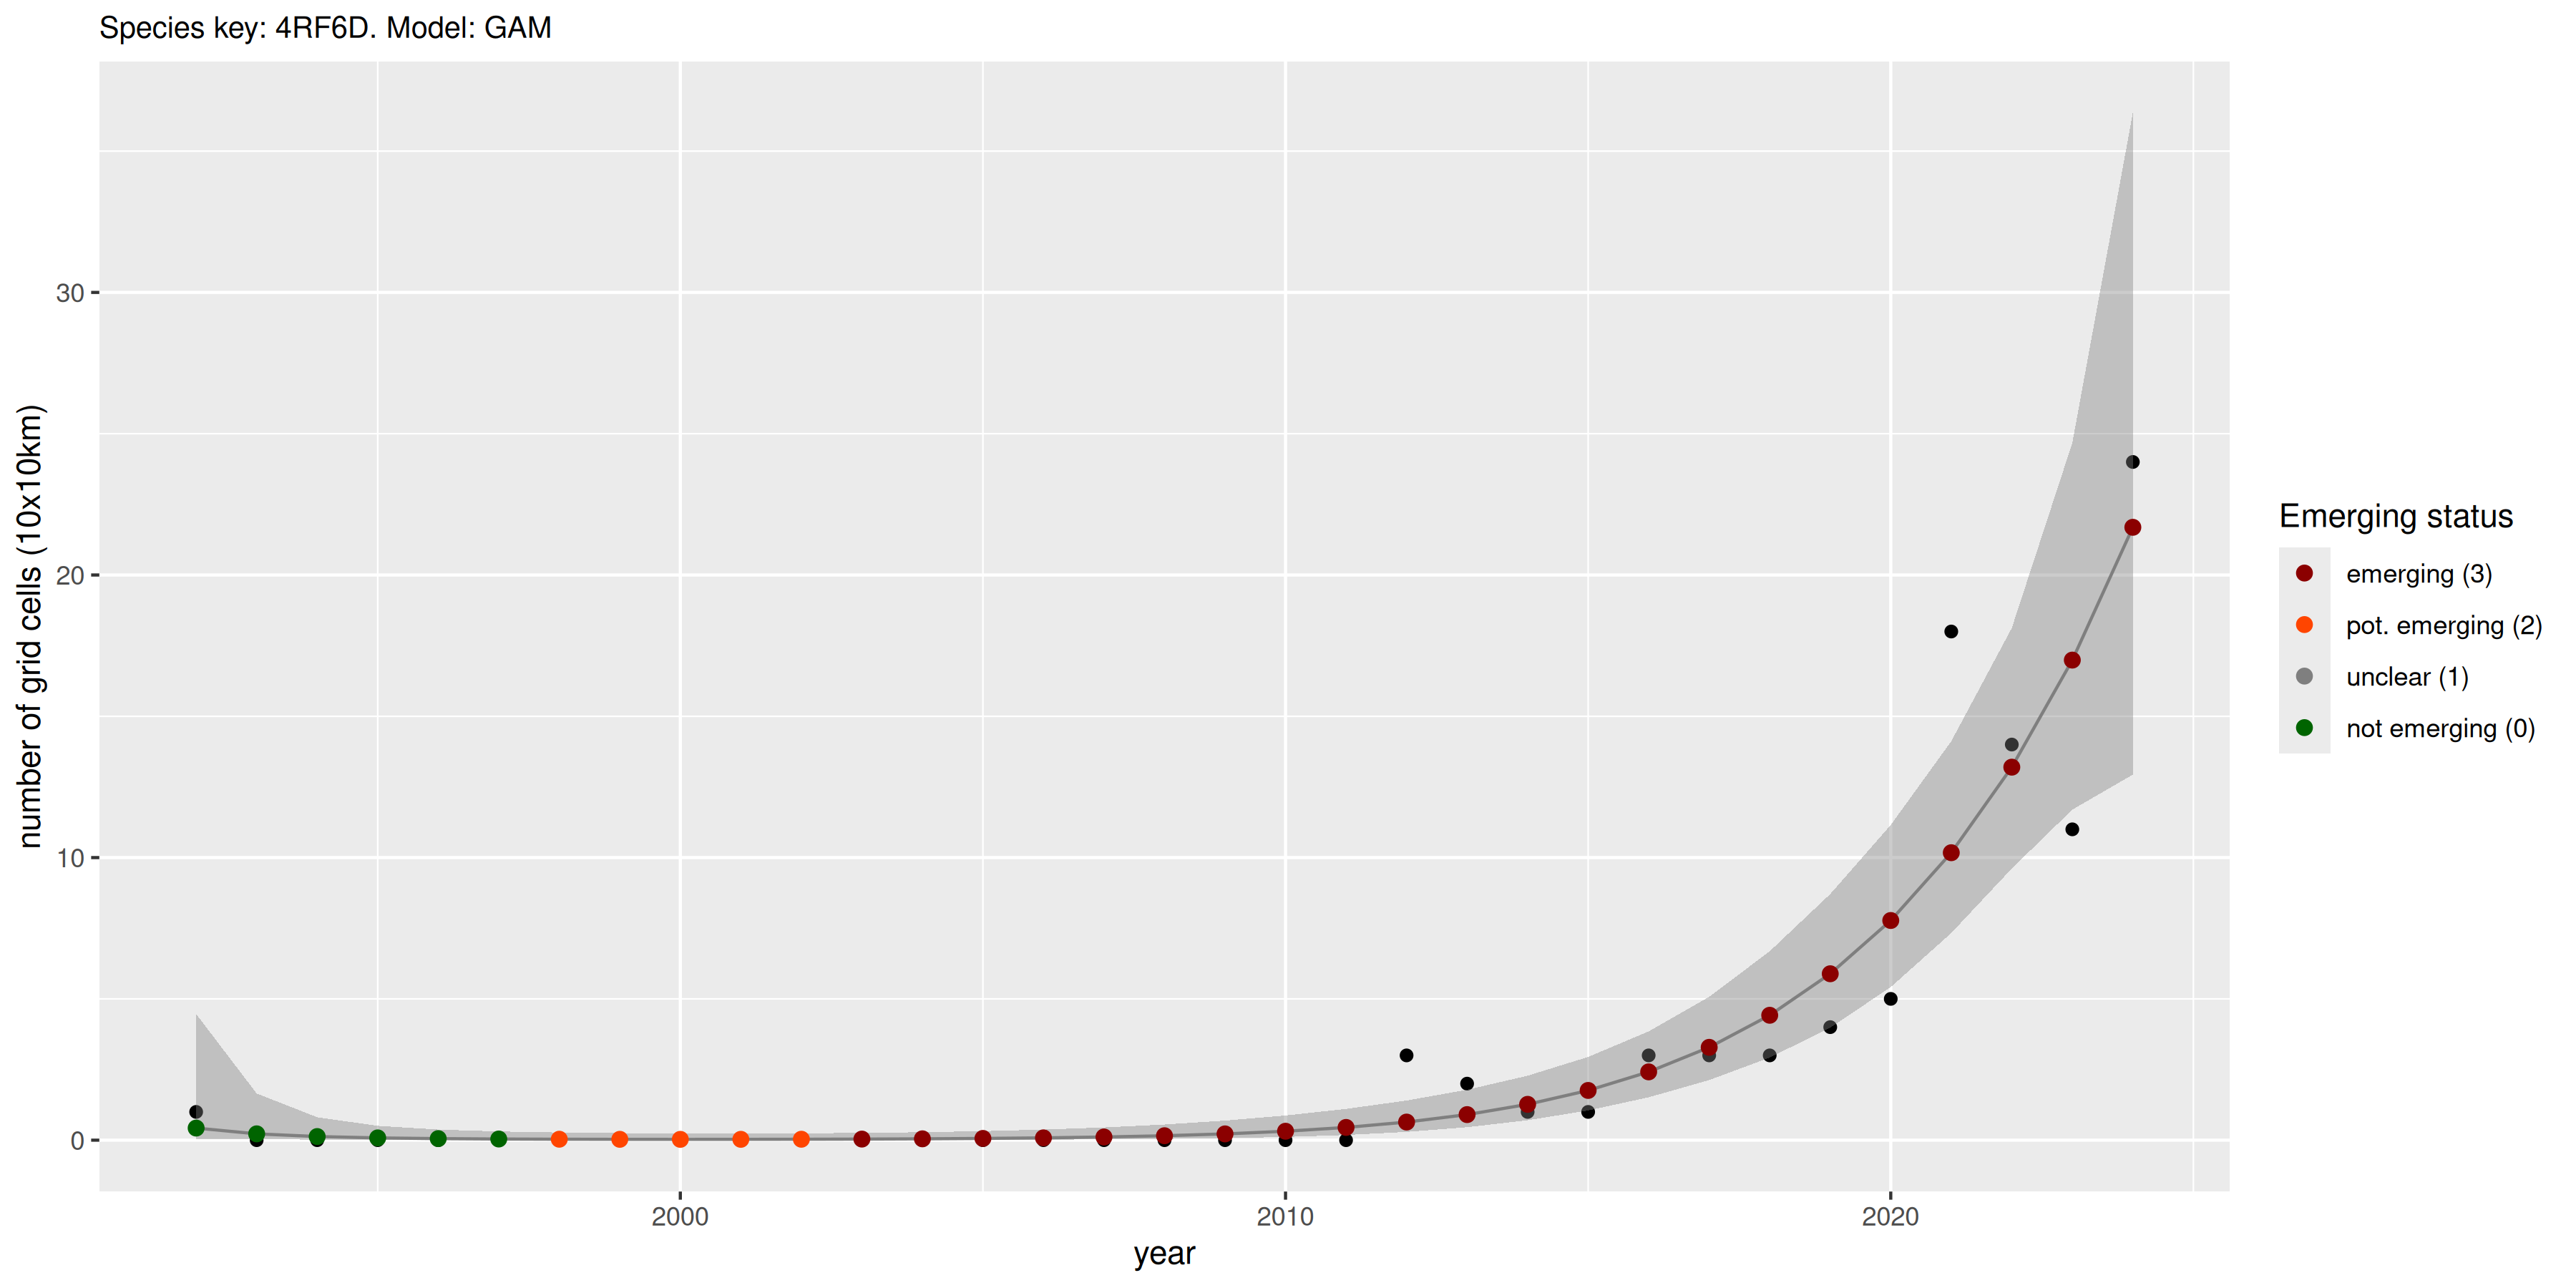 Species key: 4RF6D. Model: GAM
number of grid cells (10x10km)
30
20
10
0
2000
2010
2020
year
Emerging status
emerging (3)
pot. emerging (2)
unclear (1)
not emerging (0)